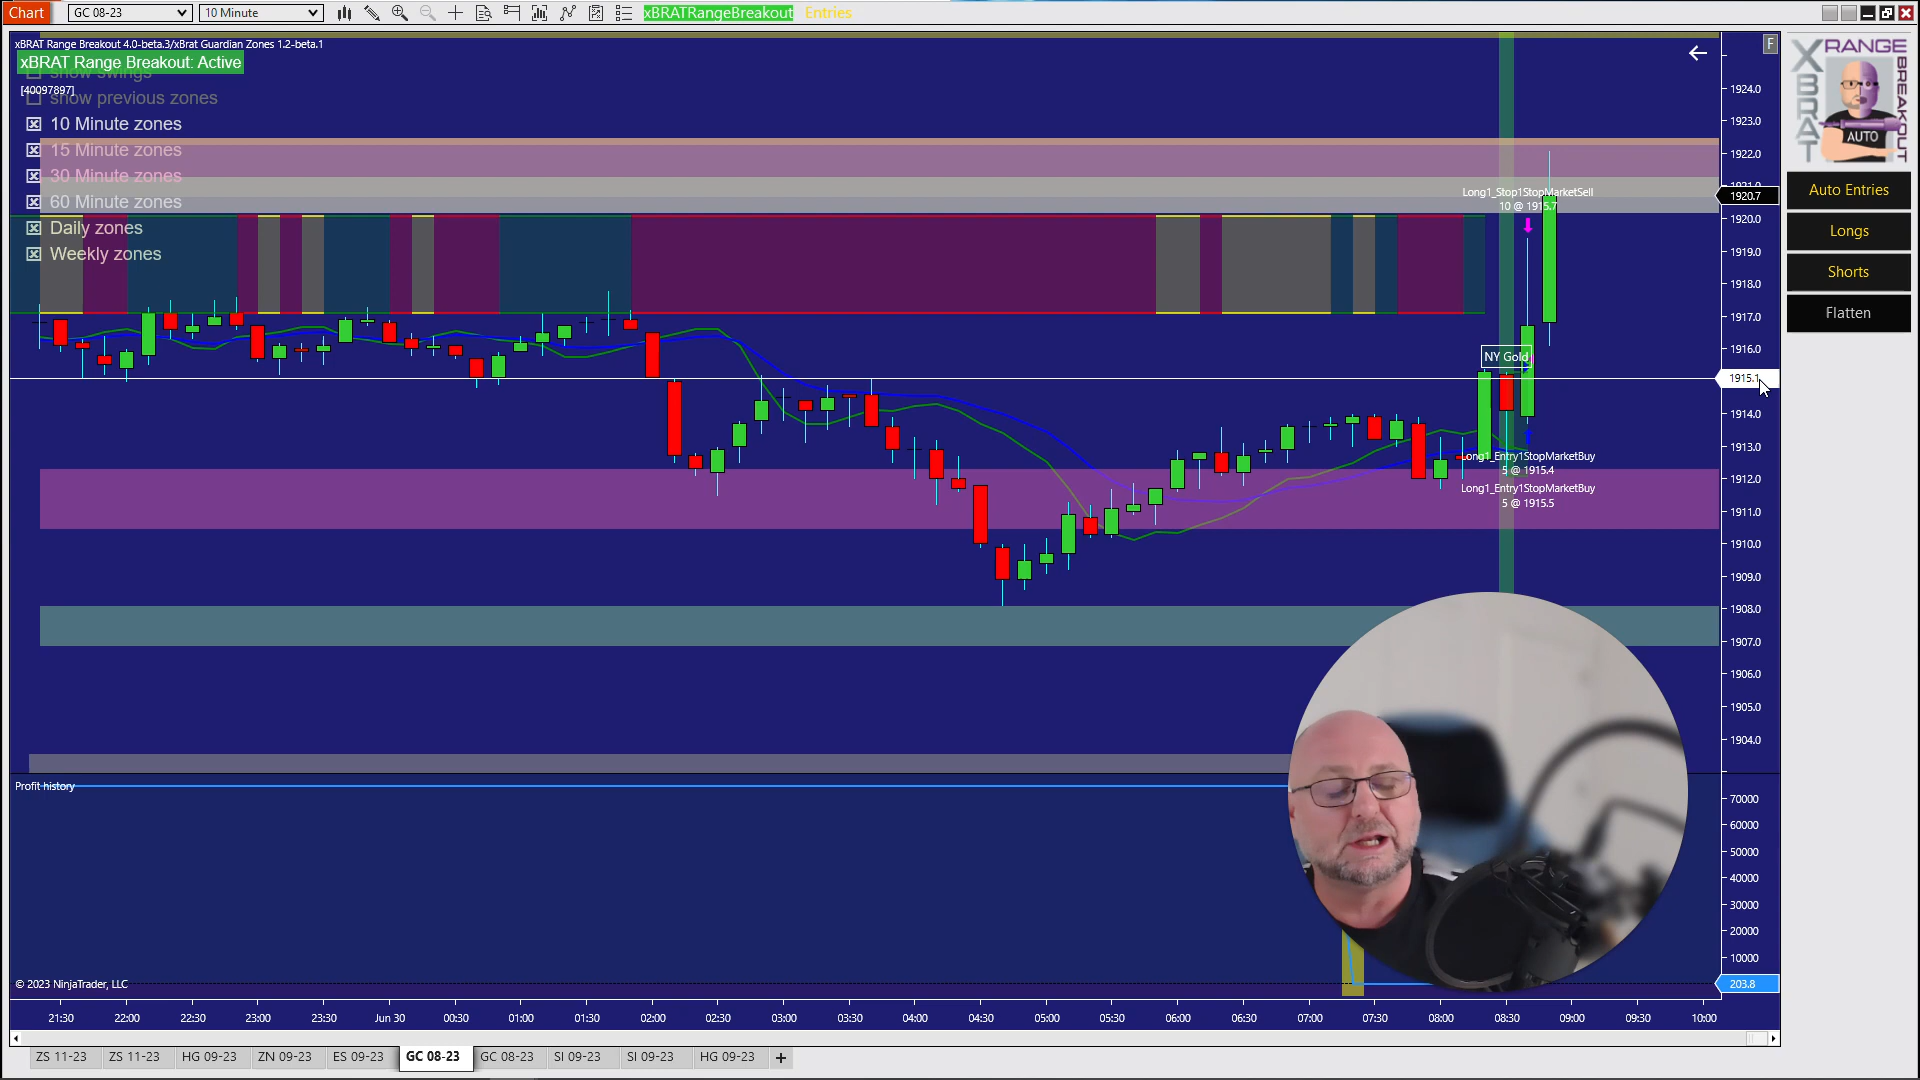 Chart
GC 08-23
10 Minute
xBRATRangeBreakout
Entries
xBRAT Range Breakout 4.0-beta.3/xBrat Guardian Zones 1.2-beta.1
xBRAT Range Breakout: Active
show swings
[40097897]
show previous zones
10 Minute zones
15 Minute zones
30 Minute zones
60 Minute zones
Daily zones
Weekly zones
Long1_Stop1StopMarketSell
10 @ 1915.7
NY Gold
Long1_Entry1StopMarketBuy
5 @ 1915.4
Long1_Entry1StopMarketBuy
5 @ 1915.5
F
1924.0
1923.0
1922.0
1920.7
1920.0
1919.0
1918.0
1917.0
1916.0
1915.1
1914.0
1913.0
1912.0
1911.0
1910.0
1909.0
1908.0
1907.0
1906.0
1905.0
1904.0
XBRAT
RANGE
BREAKOUT
AUTO
Auto Entries
Longs
Shorts
Flatten
Profit history
70000
60000
50000
40000
30000
20000
10000
203.8
© 2023 NinjaTrader, LLC
21:30 22:00 22:30 23:00 23:30 Jun 30 00:30 01:00 01:30 02:00 02:30 03:00 03:30 04:00 04:30 05:00 05:30 06:00 06:30 07:00 07:30 08:00 08:30 09:00 09:30 10:00
ZS 11-23 ZS 11-23 HG 09-23 ZN 09-23 ES 09-23 GC 08-23 GC 08-23 SI 09-23 SI 09-23 HG 09-23 +